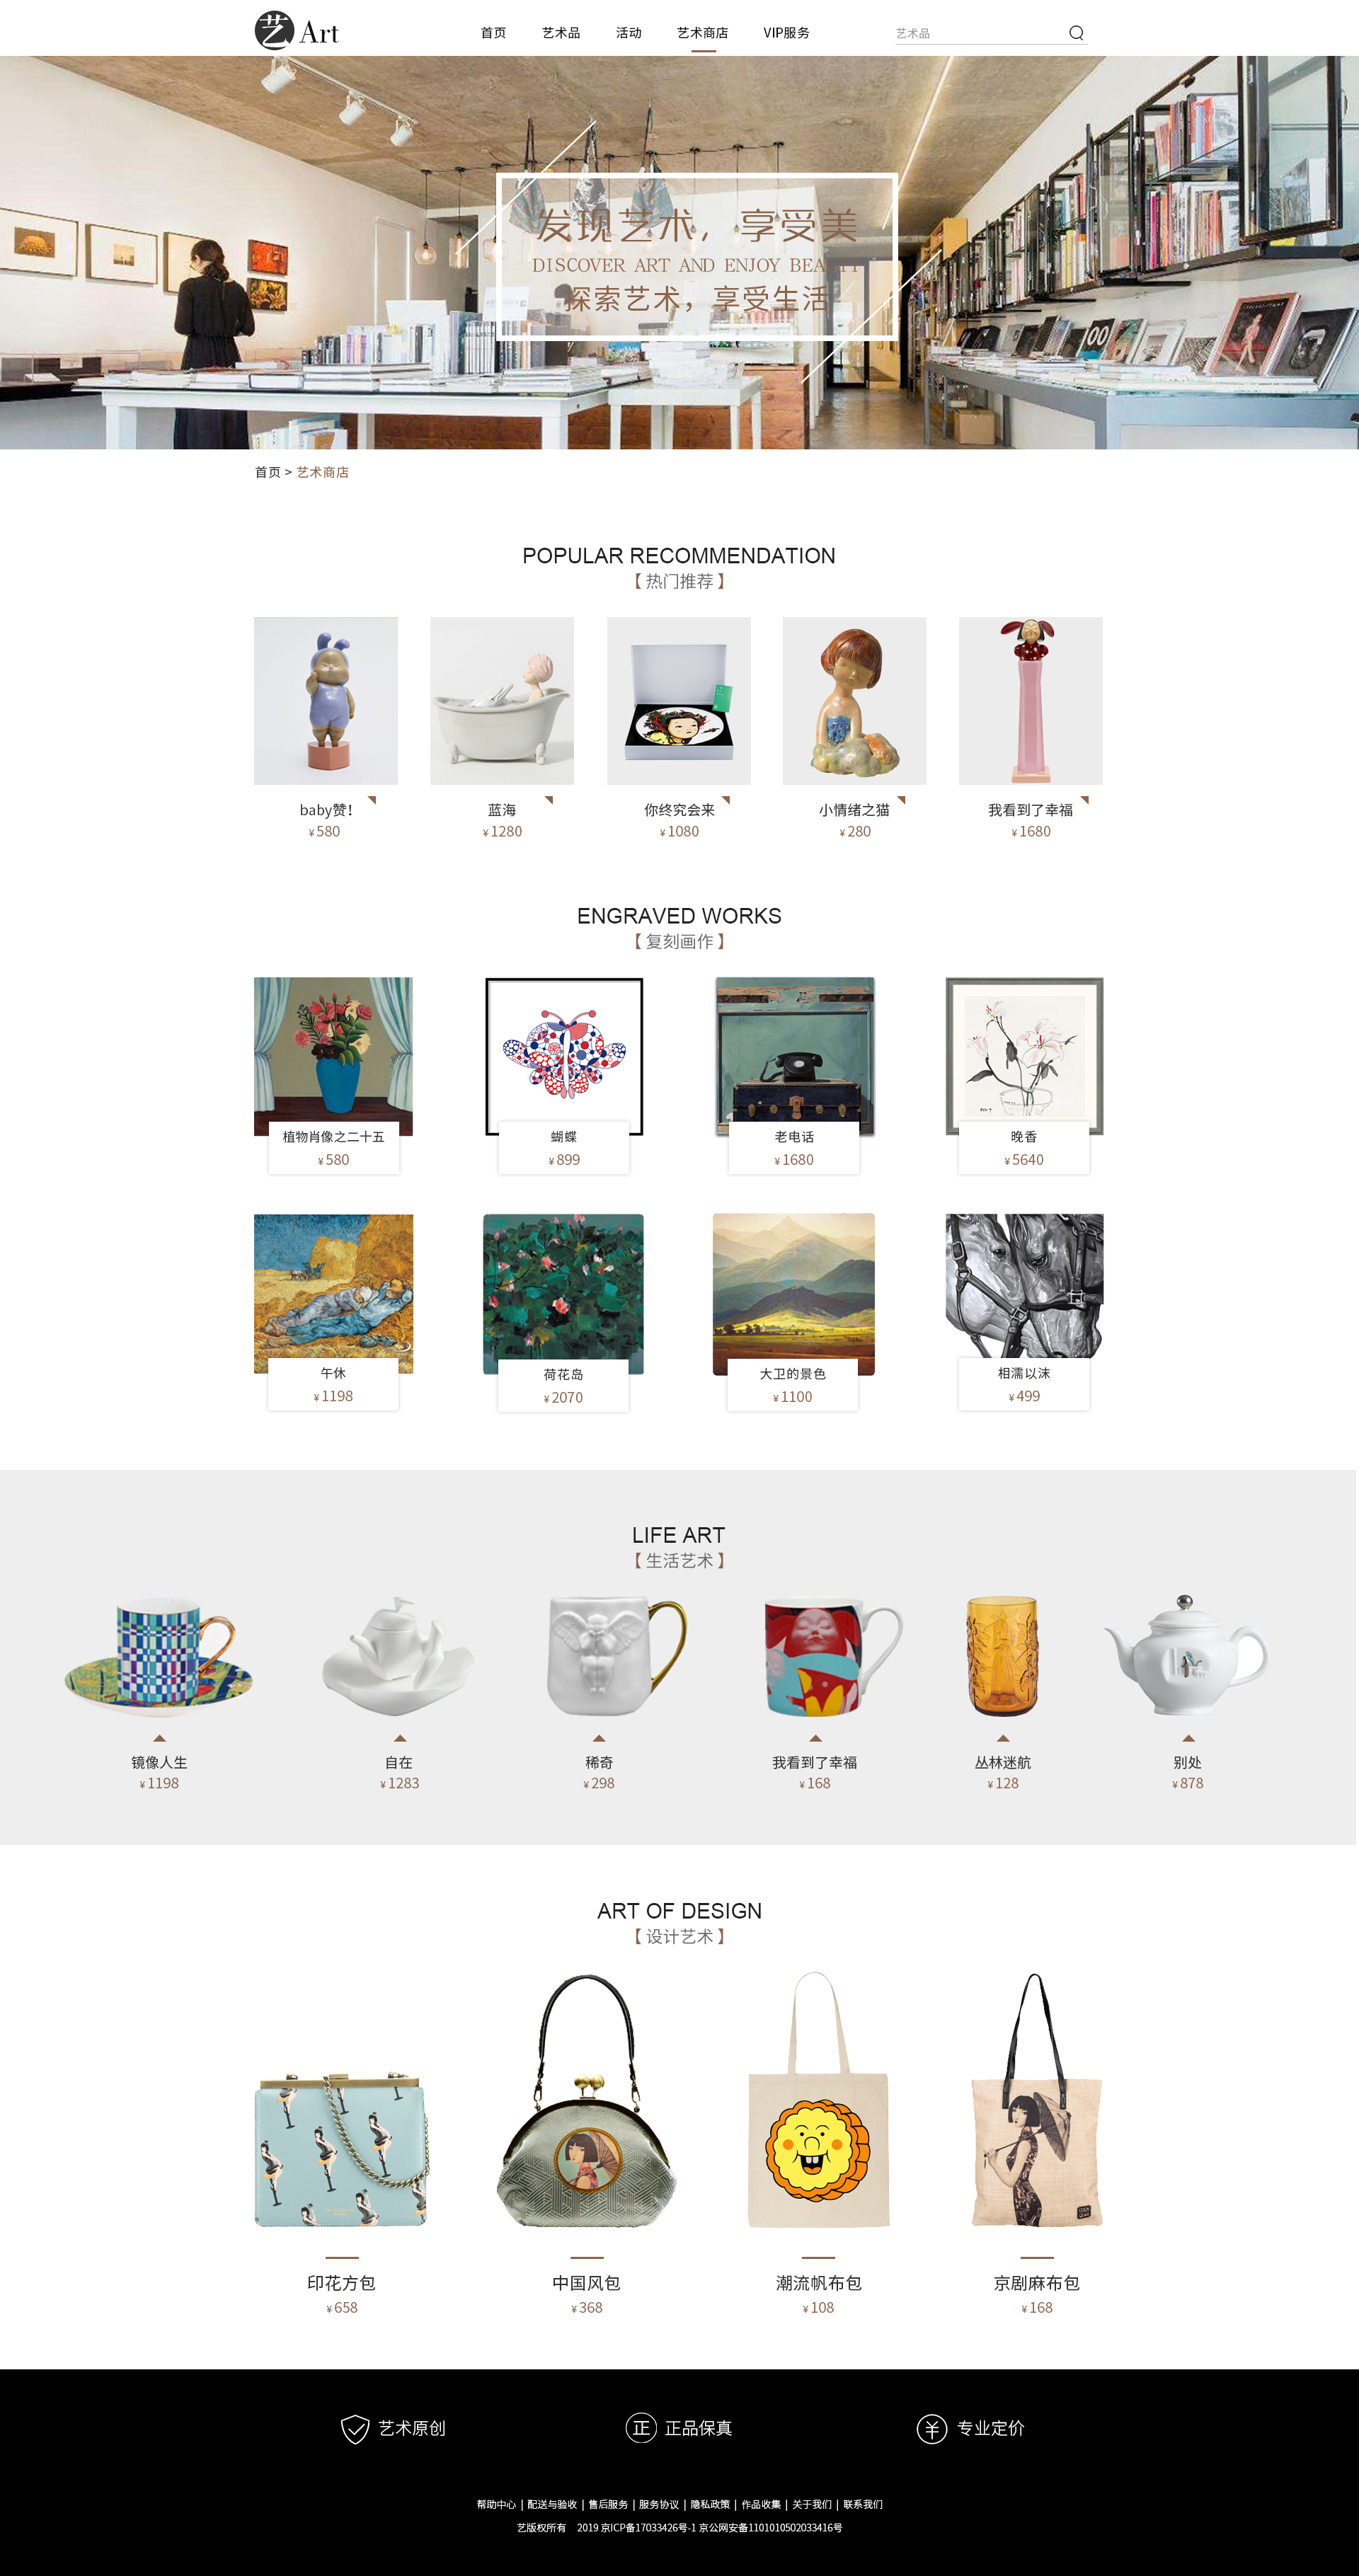 艺 Art
首页 艺术品 活动 艺术商店 VIP服务 艺术品
发现艺术，享受美
DISCOVER ART AND ENJOY BEAUTY
探索艺术，享受生活
首页 > 艺术商店
POPULAR RECOMMENDATION
【 热门推荐 】
baby赞！ 蓝海 你终究会来 小情绪之猫 我看到了幸福
¥ 580 ¥ 1280 ¥ 1080 ¥ 280 ¥ 1680
ENGRAVED WORKS
【 复刻画作 】
植物肖像之二十五 蝴蝶 老电话 晚香
¥ 580 ¥ 899 ¥ 1680 ¥ 5640
午休 荷花岛 大卫的景色 相濡以沫
¥ 1198 ¥ 2070 ¥ 1100 ¥ 499
LIFE ART
【 生活艺术 】
镜像人生 自在 稀奇 我看到了幸福 丛林迷航 别处
¥ 1198 ¥ 1283 ¥ 298 ¥ 168 ¥ 128 ¥ 878
ART OF DESIGN
【 设计艺术 】
印花方包 中国风包 潮流帆布包 京剧麻布包
¥ 658 ¥ 368 ¥ 108 ¥ 168
艺术原创 正 正品保真 ¥ 专业定价
帮助中心 | 配送与验收 | 售后服务 | 服务协议 | 隐私政策 | 作品收集 | 关于我们 | 联系我们
艺版权所有 2019 京ICP备17033426号-1 京公网安备1101010502033416号